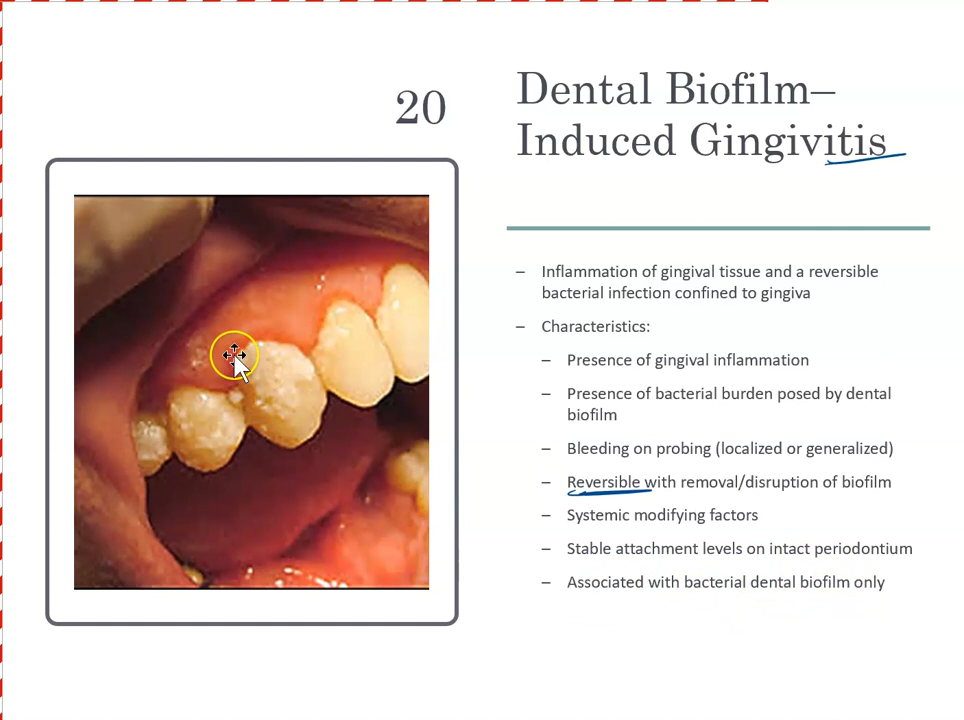 20
Dental Biofilm–
Induced Gingivitis
– Inflammation of gingival tissue and a reversible
bacterial infection confined to gingiva
– Characteristics:
– Presence of gingival inflammation
– Presence of bacterial burden posed by dental
biofilm
– Bleeding on probing (localized or generalized)
– Reversible with removal/disruption of biofilm
– Systemic modifying factors
– Stable attachment levels on intact periodontium
– Associated with bacterial dental biofilm only